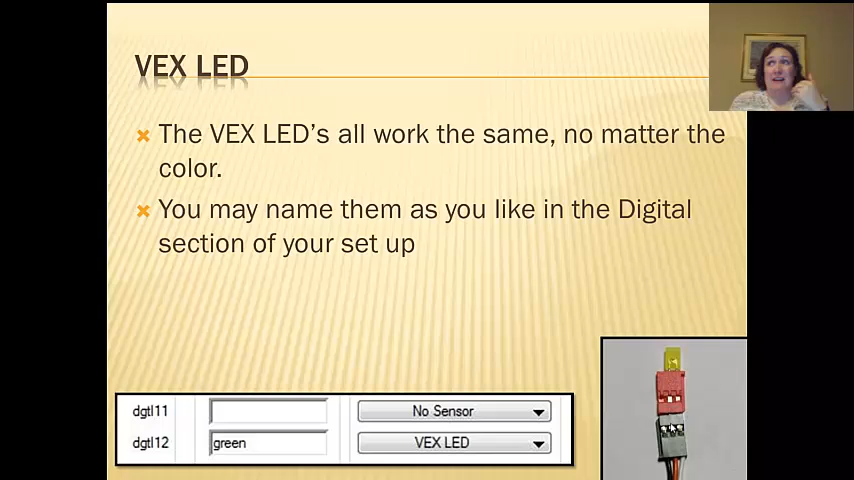 VEX LED
The VEX LED’s all work the same, no matter the
color.
You may name them as you like in the Digital
section of your set up
dgtl11 No Sensor
dgtl12 green VEX LED